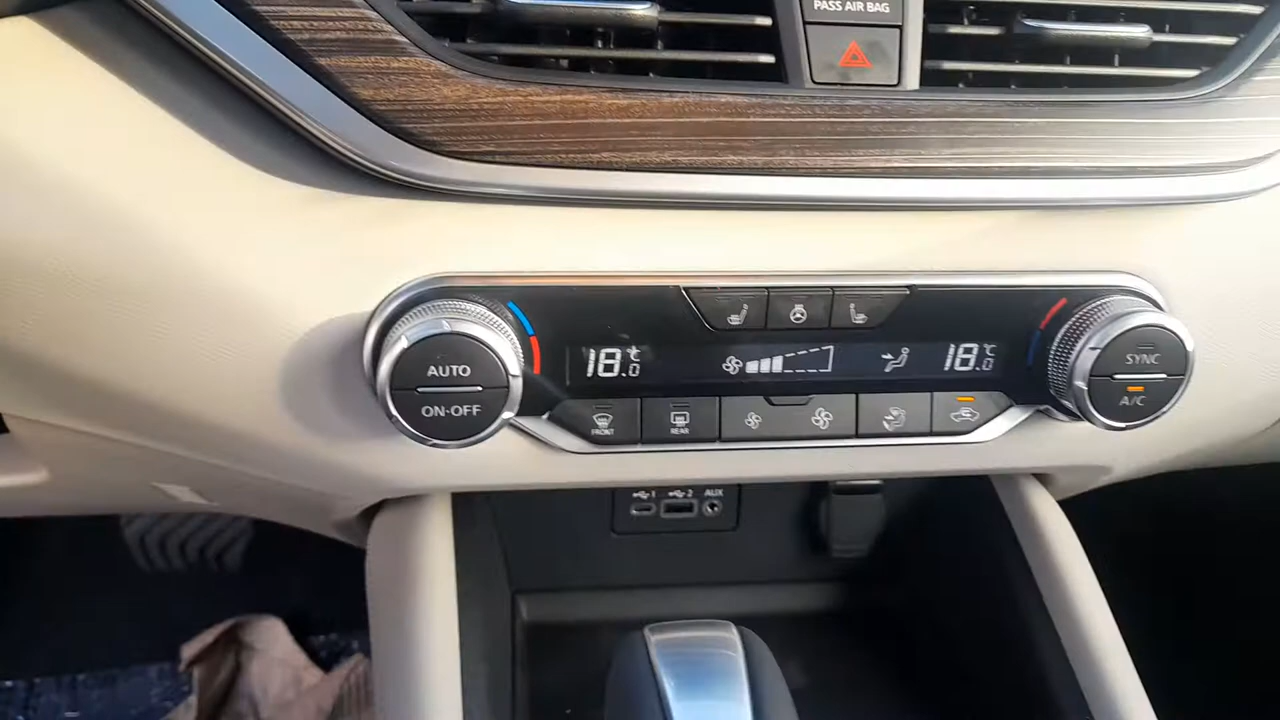 PASS AIR BAG
18.0 °C
18.0 °C
AUTO
ON·OFF
SYNC
A/C
FRONT
REAR
1
2
AUX